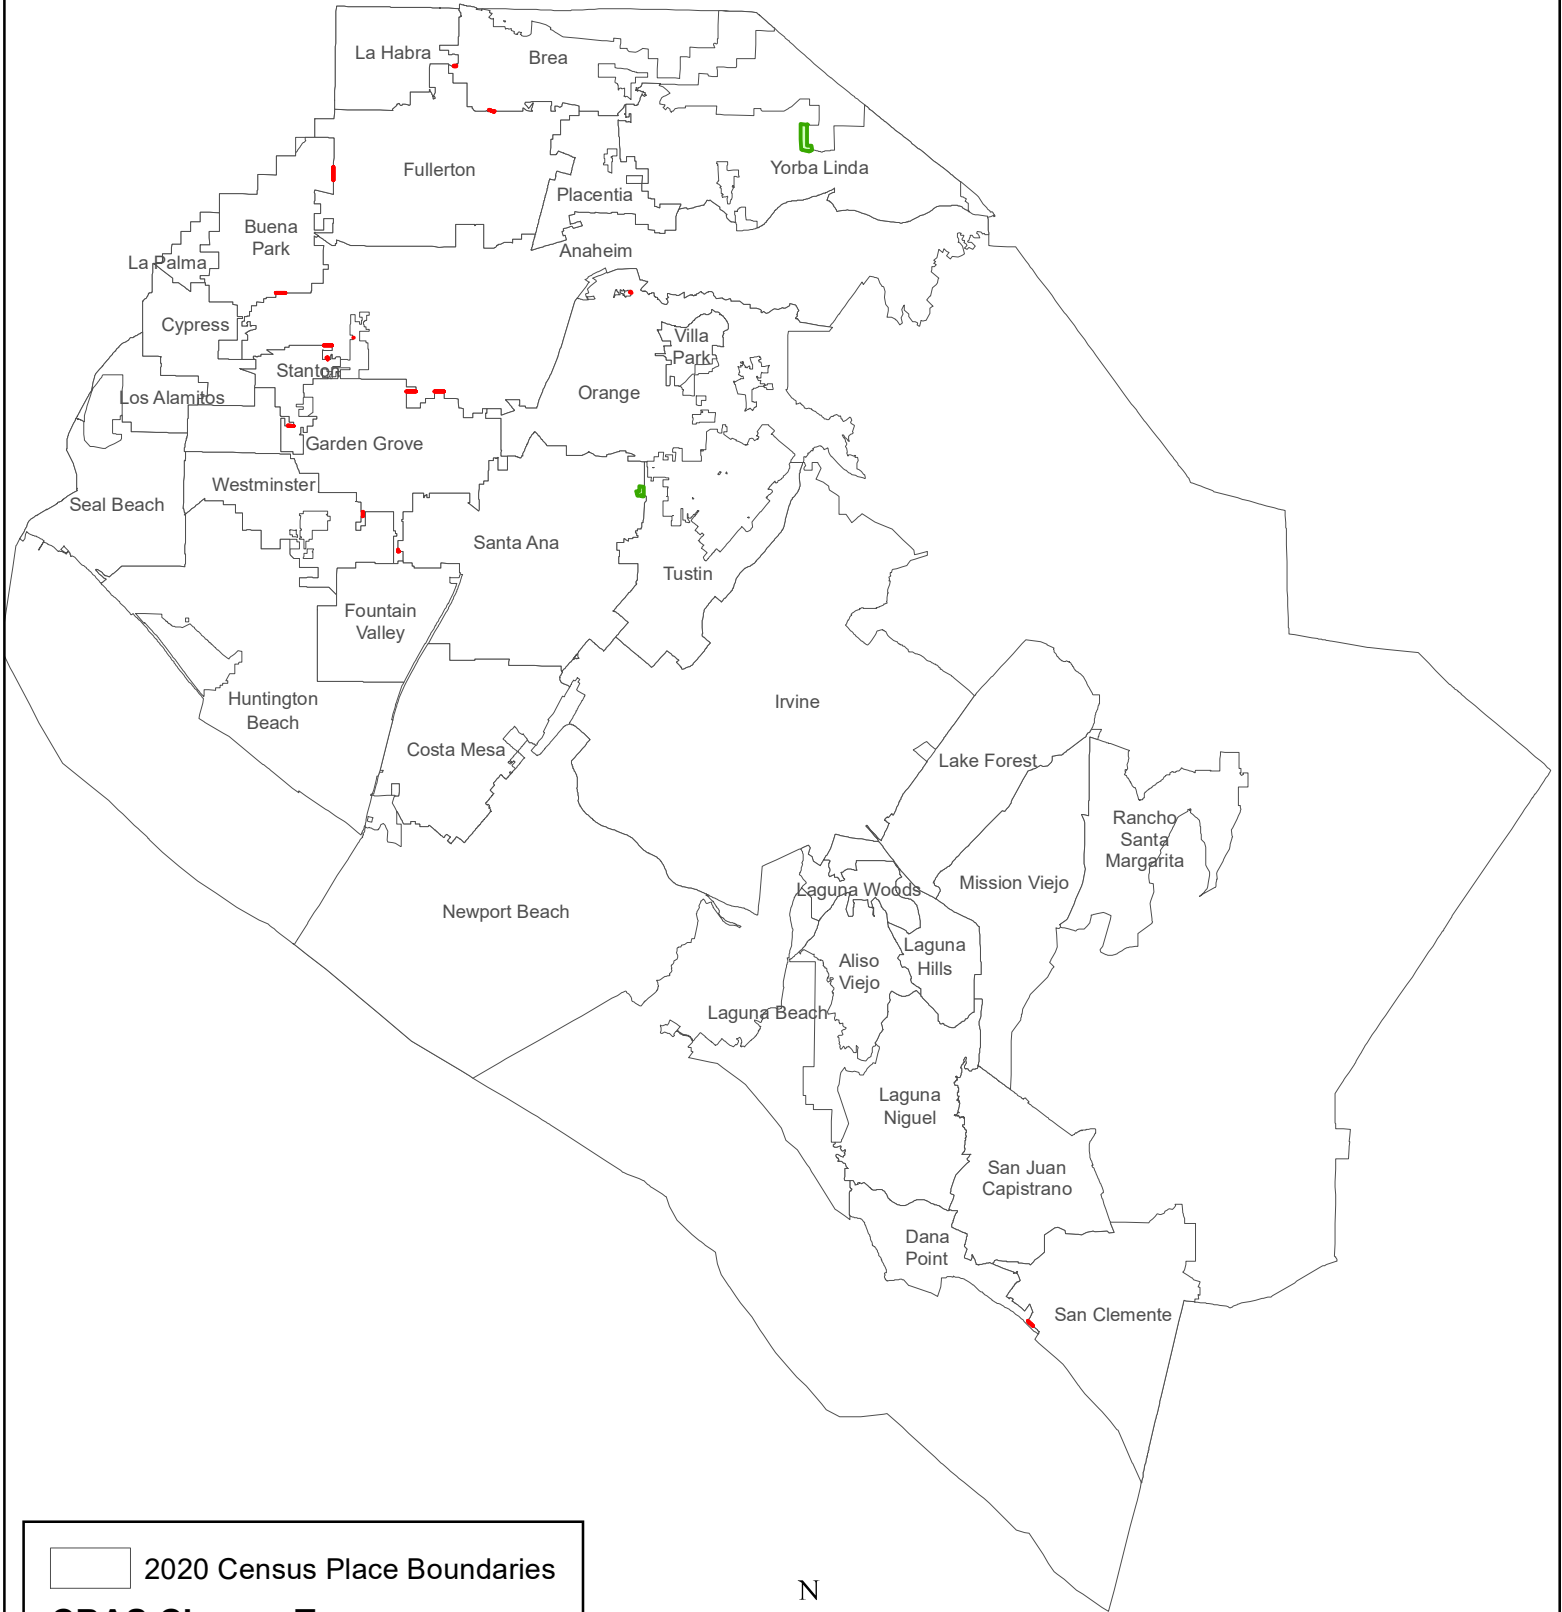 La Habra
Brea
Fullerton
Yorba Linda
Placentia
Buena
Park
Anaheim
La Palma
Cypress
Villa
Park
Stanton
Orange
Los Alamitos
Garden Grove
Westminster
Seal Beach
Santa Ana
Tustin
Fountain
Valley
Huntington
Beach
Irvine
Costa Mesa
Lake Forest
Rancho
Santa
Margarita
Mission Viejo
Laguna Woods
Newport Beach
Laguna
Hills
Aliso
Viejo
Laguna Beach
Laguna
Niguel
San Juan
Capistrano
Dana
Point
San Clemente
2020 Census Place Boundaries
N